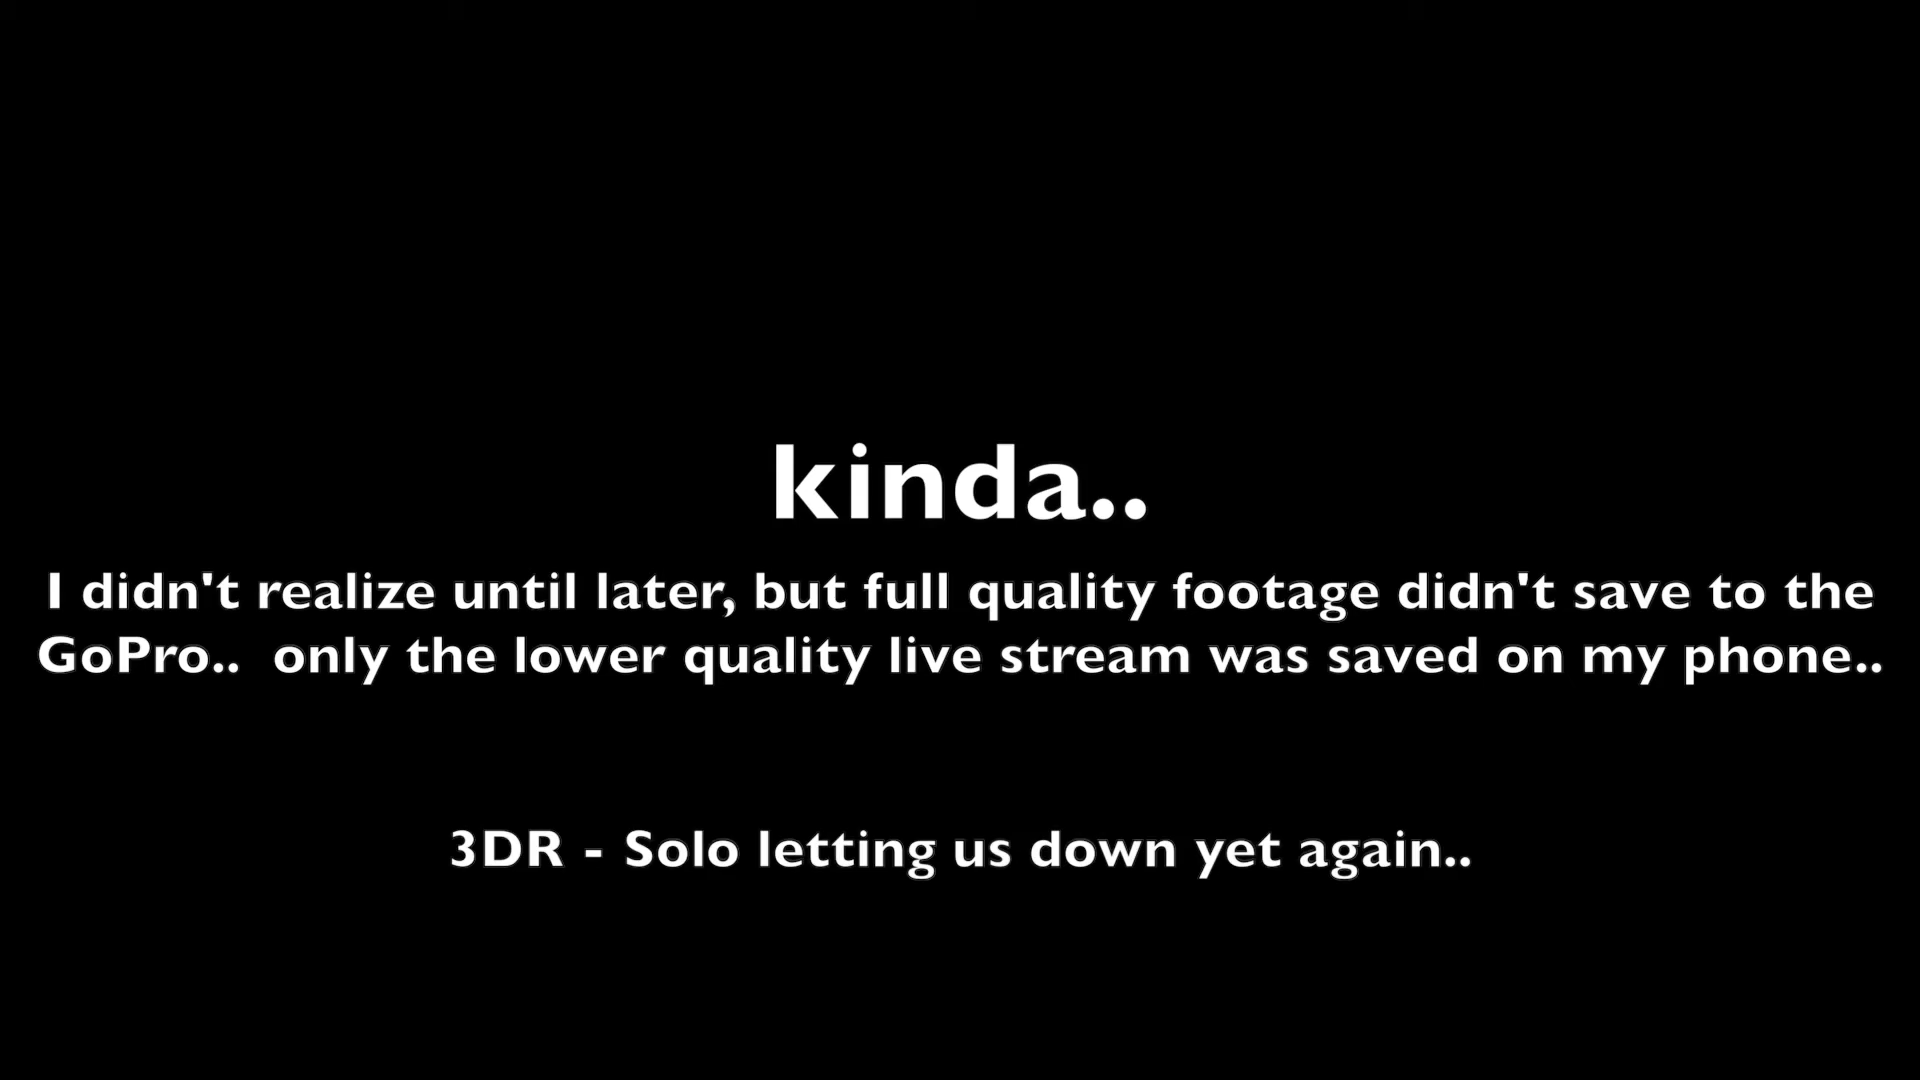 kinda..
I didn't realize until later, but full quality footage didn't save to the
GoPro..  only the lower quality live stream was saved on my phone..
3DR - Solo letting us down yet again..